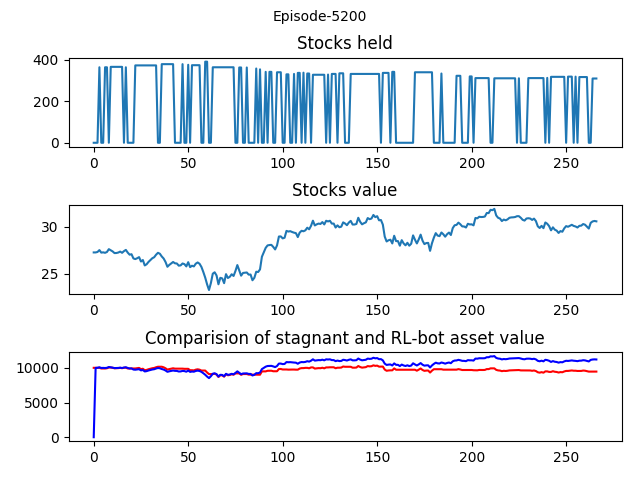 Episode-5200
Stocks held
400
200
0
0 50 100 150 200 250
Stocks value
30
25
0 50 100 150 200 250
Comparision of stagnant and RL-bot asset value
10000
5000
0
0 50 100 150 200 250